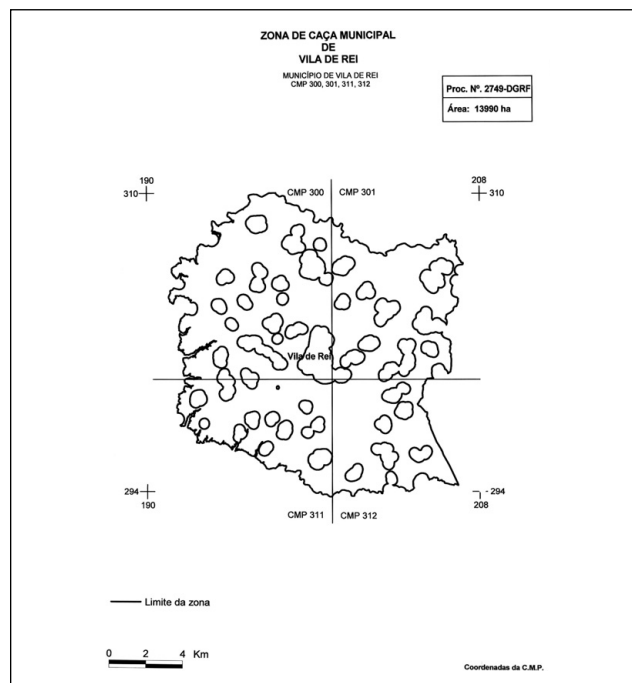 ZONA DE CAÇA MUNICIPAL
DE
VILA DE REI
MUNICÍPIO DE VILA DE REI
CMP 300, 301, 311, 312
Proc. Nº. 2749-DGRF
Área: 13990 ha
190
208
310
CMP 300
CMP 301
310
Vila de Rei
294
294
190
208
CMP 311
CMP 312
Limite da zona
0 2 4 Km
Coordenadas da C.M.P.